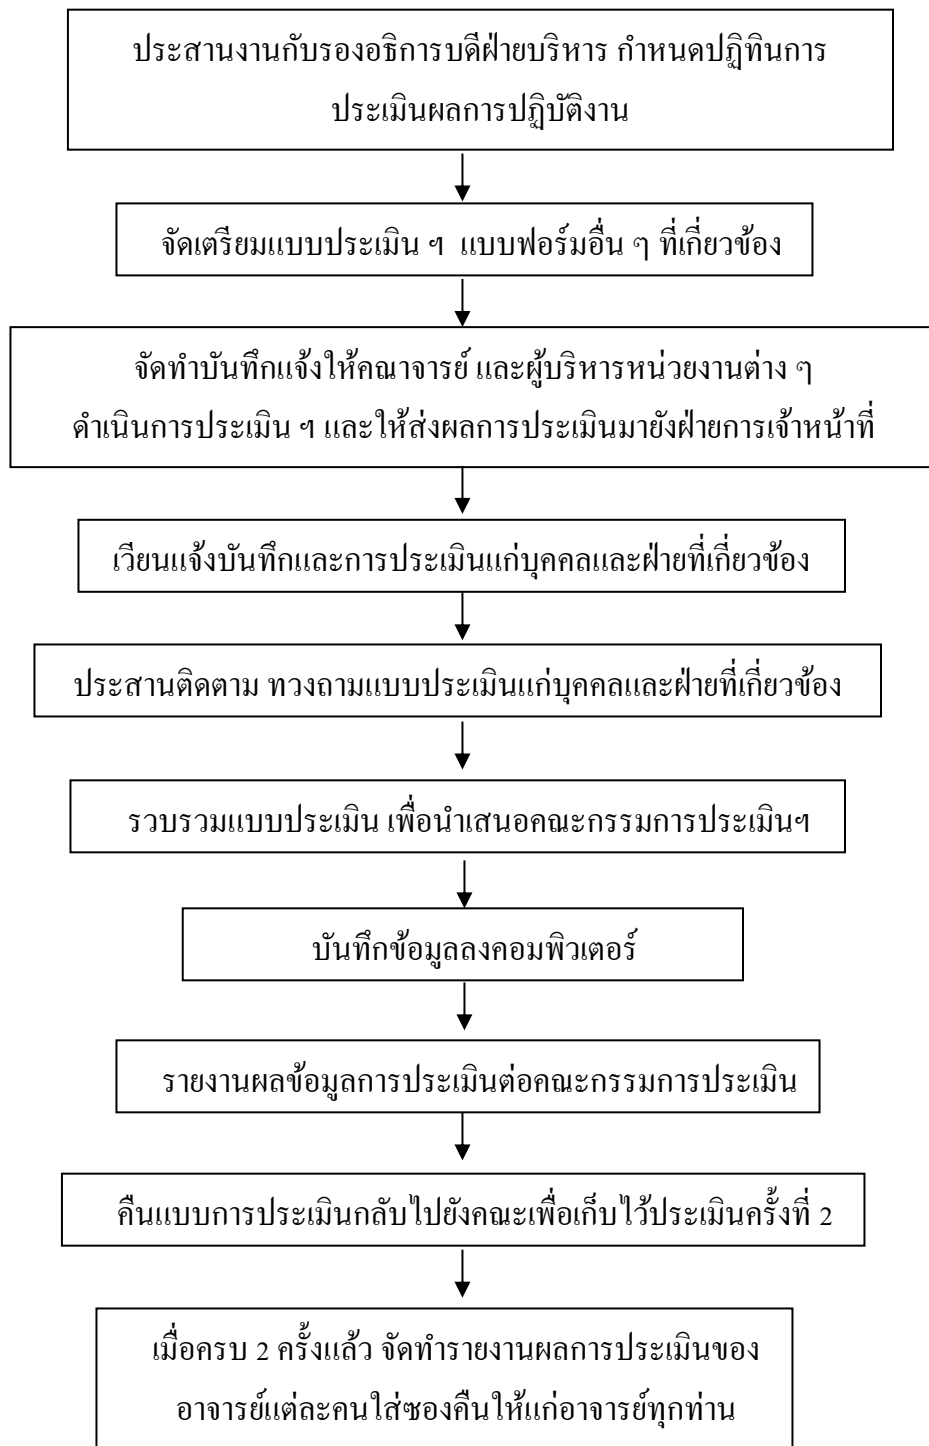 ประสานงานกับรองอธิการบดีฝ่ายบริหาร กำหนดปฏิทินการ
ประเมินผลการปฏิบัติงาน
จัดเตรียมแบบประเมิน ฯ แบบฟอร์มอื่น ๆ ที่เกี่ยวข้อง
จัดทำบันทึกแจ้งให้คณาจารย์ และผู้บริหารหน่วยงานต่าง ๆ
ดำเนินการประเมิน ฯ และให้ส่งผลการประเมินมายังฝ่ายการเจ้าหน้าที่
เวียนแจ้งบันทึกและการประเมินแก่บุคคลและฝ่ายที่เกี่ยวข้อง
ประสานติดตาม ทวงถามแบบประเมินแก่บุคคลและฝ่ายที่เกี่ยวข้อง
รวบรวมแบบประเมิน เพื่อนำเสนอคณะกรรมการประเมินฯ
บันทึกข้อมูลลงคอมพิวเตอร์
รายงานผลข้อมูลการประเมินต่อคณะกรรมการประเมิน
คืนแบบการประเมินกลับไปยังคณะเพื่อเก็บไว้ประเมินครั้งที่ 2
เมื่อครบ 2 ครั้งแล้ว จัดทำรายงานผลการประเมินของ
อาจารย์แต่ละคนใส่ซองคืนให้แก่อาจารย์ทุกท่าน